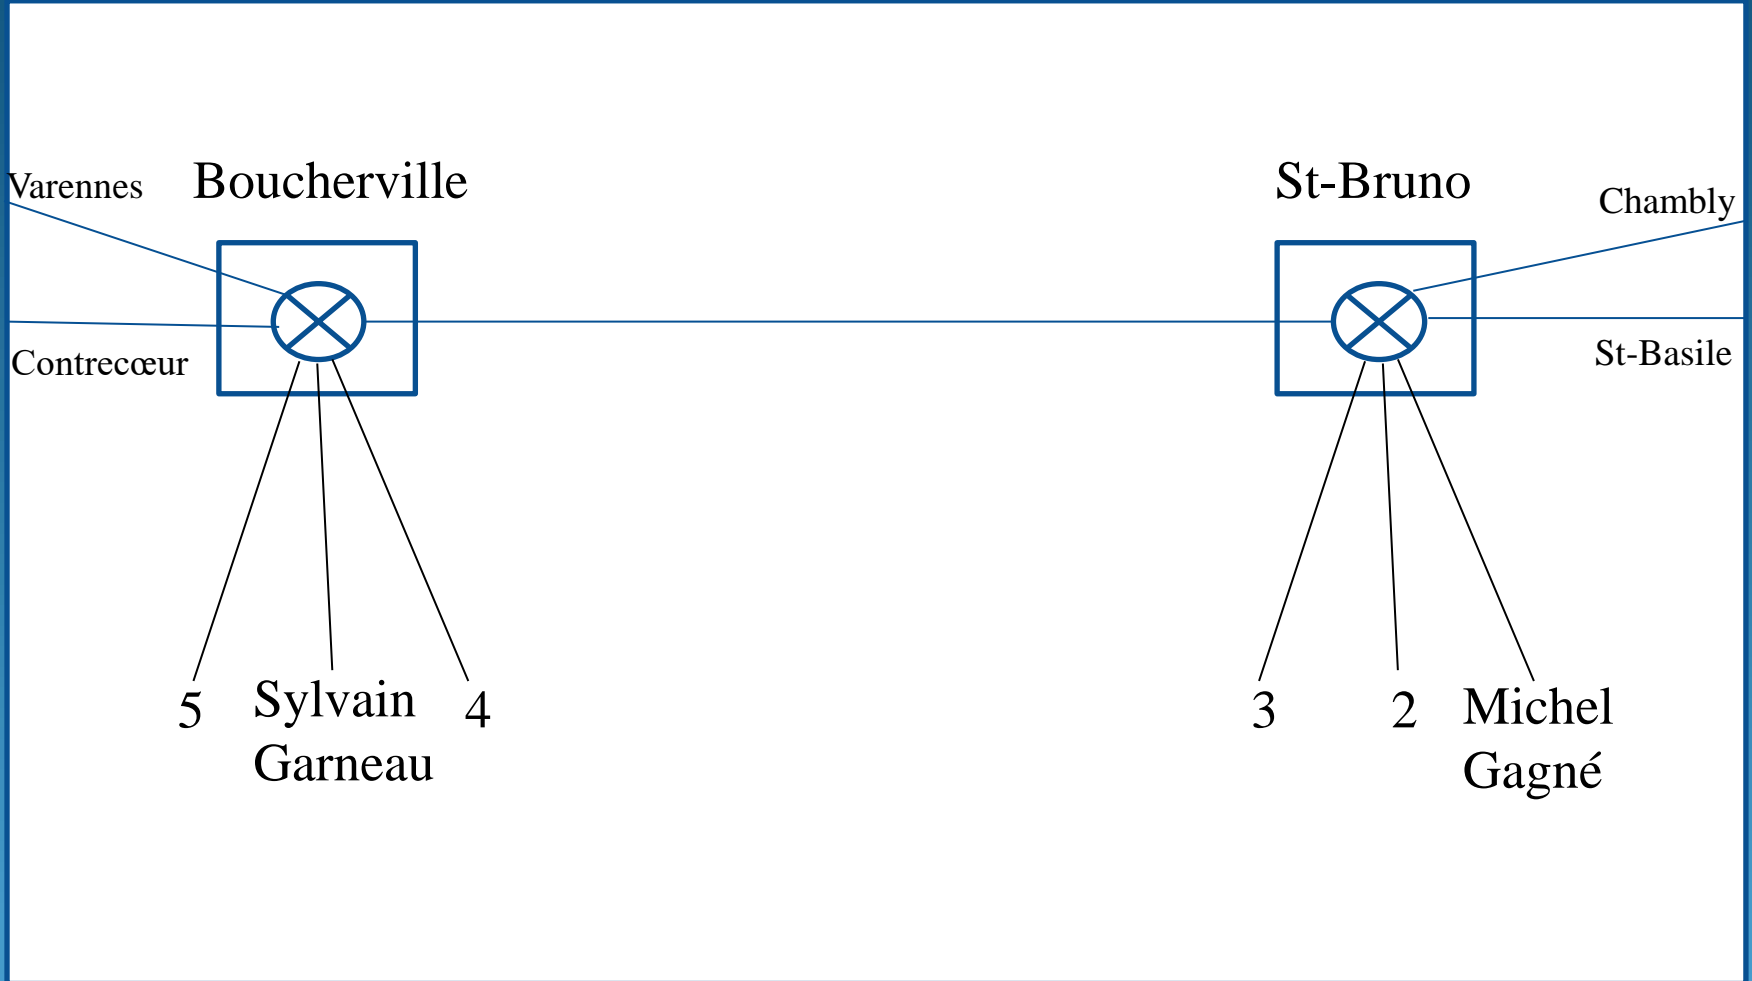 Varennes
Boucherville
St-Bruno
Chambly
Contrecœur
St-Basile
5
Sylvain
Garneau
4
3
2
Michel
Gagné